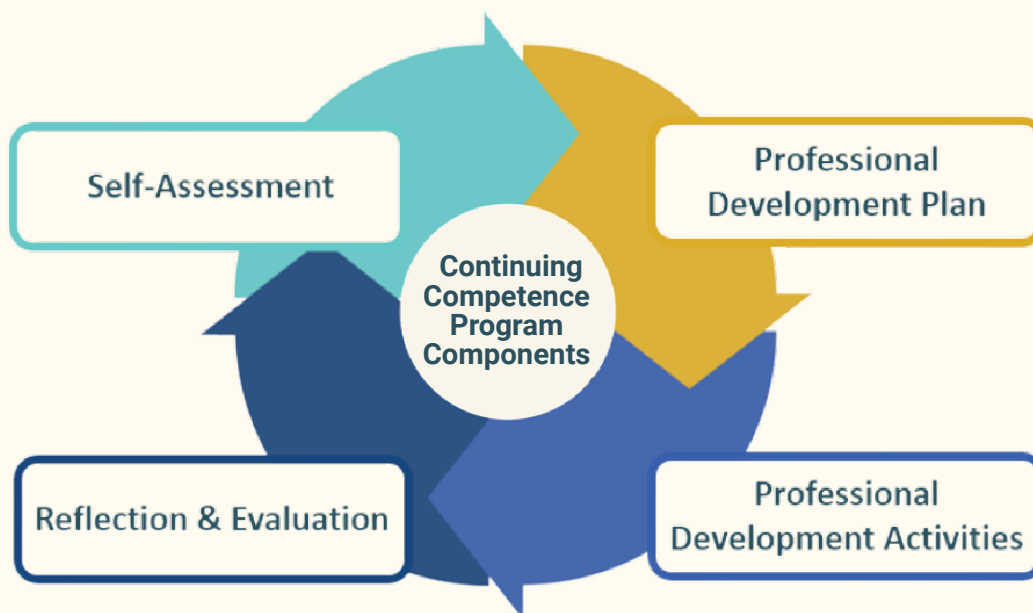 Self-Assessment
Professional
Development Plan
Continuing
Competence
Program
Components
Reflection & Evaluation
Professional
Development Activities